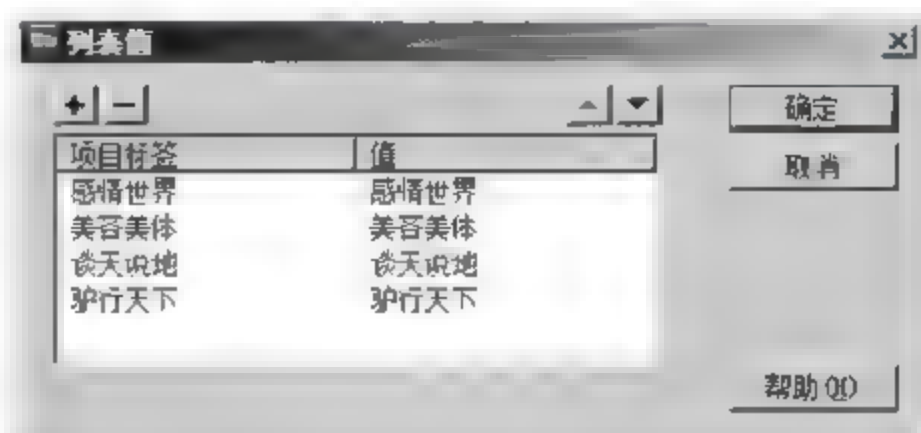 列表值
确定
项目标签 值
取消
感情世界 感情世界
美容美体 美容美体
谈天说地 谈天说地
驴行天下 驴行天下
帮助(H)